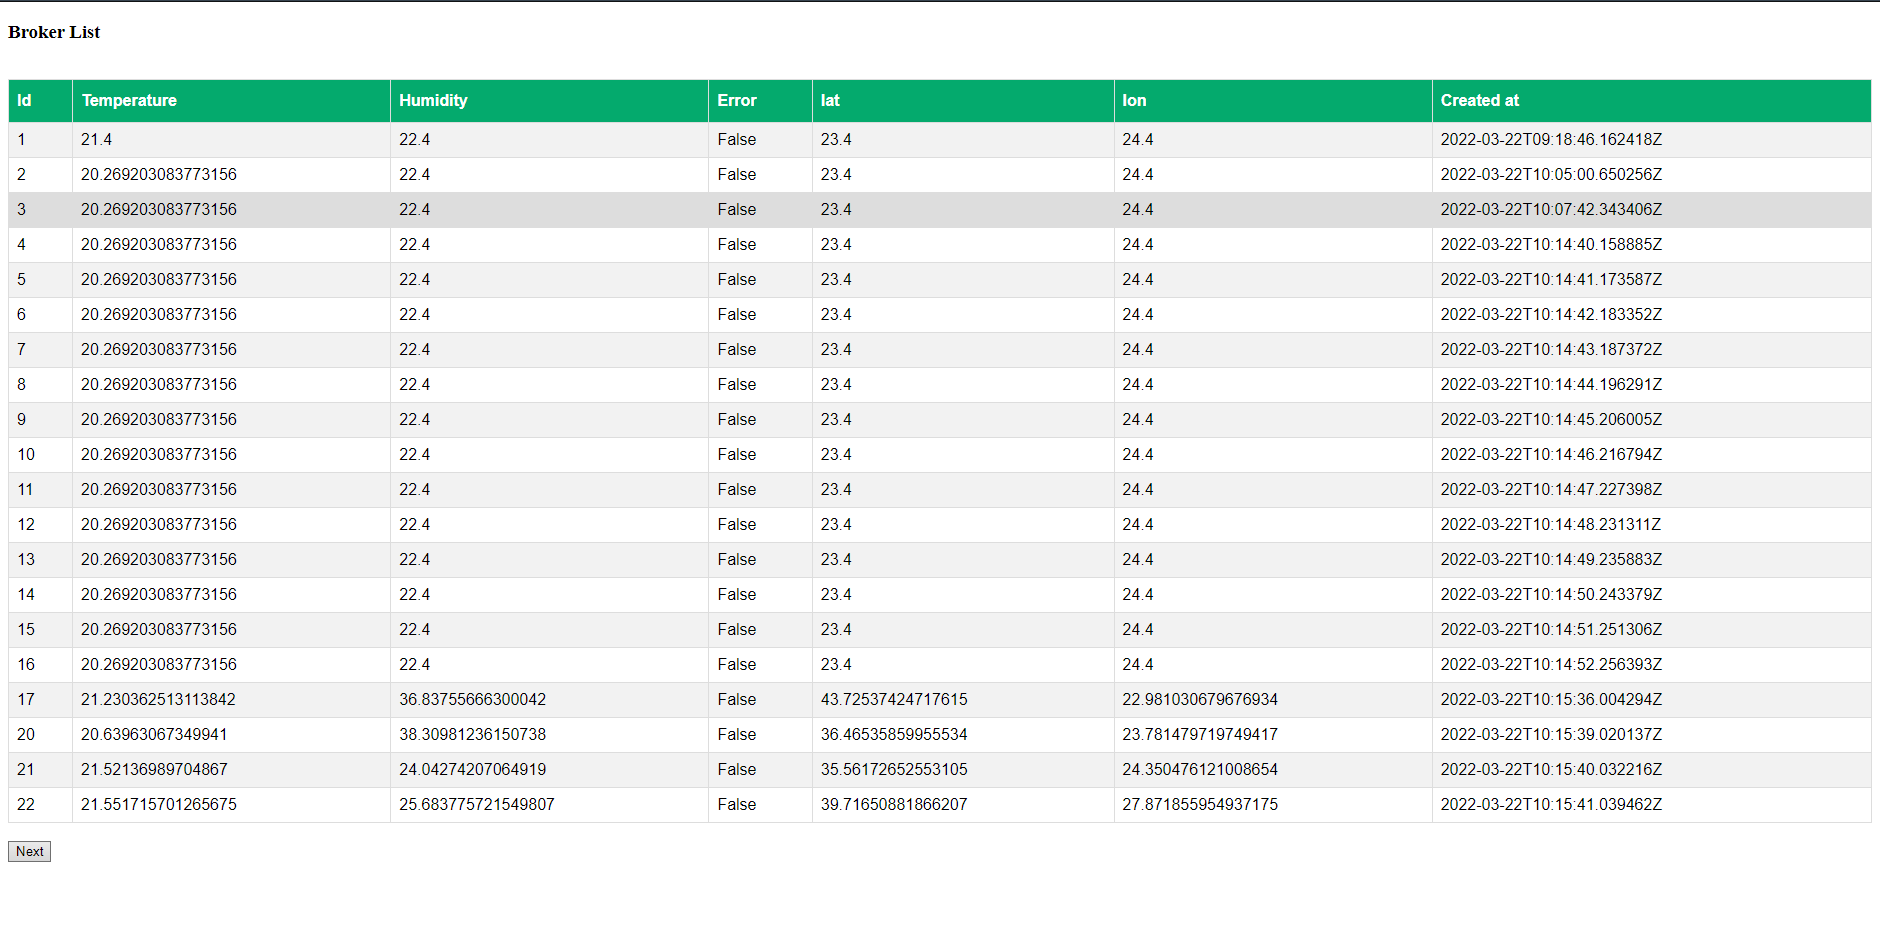 Broker List
Id Temperature Humidity Error lat lon Created at
1 21.4 22.4 False 23.4 24.4 2022-03-22T09:18:46.162418Z
2 20.269203083773156 22.4 False 23.4 24.4 2022-03-22T10:05:00.650256Z
3 20.269203083773156 22.4 False 23.4 24.4 2022-03-22T10:07:42.343406Z
4 20.269203083773156 22.4 False 23.4 24.4 2022-03-22T10:14:40.158885Z
5 20.269203083773156 22.4 False 23.4 24.4 2022-03-22T10:14:41.173587Z
6 20.269203083773156 22.4 False 23.4 24.4 2022-03-22T10:14:42.183352Z
7 20.269203083773156 22.4 False 23.4 24.4 2022-03-22T10:14:43.187372Z
8 20.269203083773156 22.4 False 23.4 24.4 2022-03-22T10:14:44.196291Z
9 20.269203083773156 22.4 False 23.4 24.4 2022-03-22T10:14:45.206005Z
10 20.269203083773156 22.4 False 23.4 24.4 2022-03-22T10:14:46.216794Z
11 20.269203083773156 22.4 False 23.4 24.4 2022-03-22T10:14:47.227398Z
12 20.269203083773156 22.4 False 23.4 24.4 2022-03-22T10:14:48.231311Z
13 20.269203083773156 22.4 False 23.4 24.4 2022-03-22T10:14:49.235883Z
14 20.269203083773156 22.4 False 23.4 24.4 2022-03-22T10:14:50.243379Z
15 20.269203083773156 22.4 False 23.4 24.4 2022-03-22T10:14:51.251306Z
16 20.269203083773156 22.4 False 23.4 24.4 2022-03-22T10:14:52.256393Z
17 21.230362513113842 36.83755666300042 False 43.72537424717615 22.981030679676934 2022-03-22T10:15:36.004294Z
20 20.63963067349941 38.30981236150738 False 36.46535859955534 23.781479719749417 2022-03-22T10:15:39.020137Z
21 21.52136989704867 24.04274207064919 False 35.56172652553105 24.350476121008654 2022-03-22T10:15:40.032216Z
22 21.551715701265675 25.683775721549807 False 39.71650881866207 27.871855954937175 2022-03-22T10:15:41.039462Z
Next